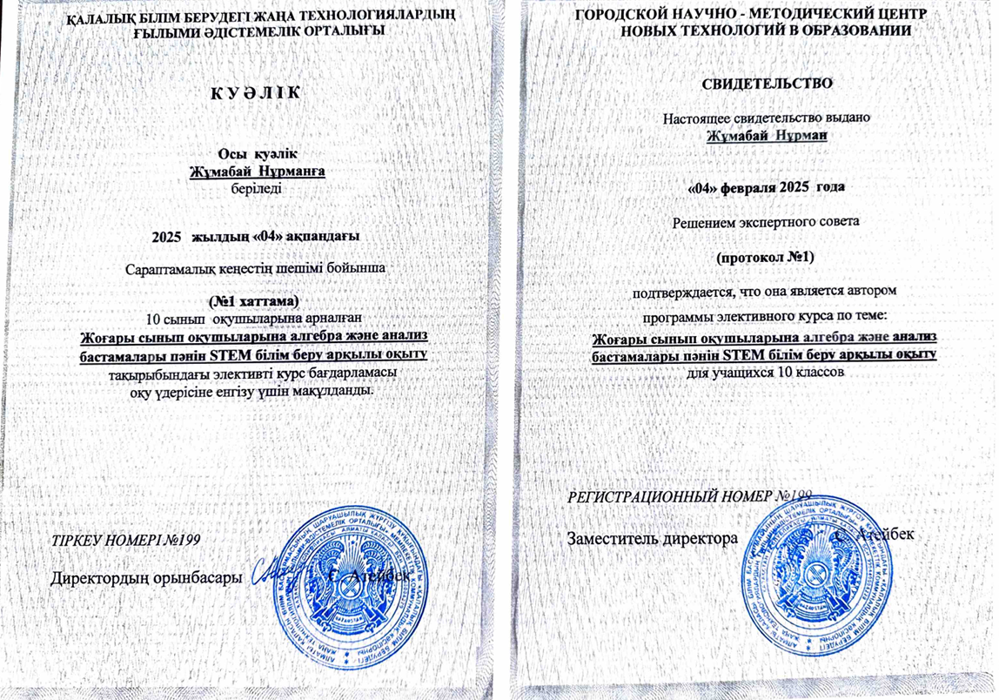 ҚАЛАЛЫҚ БІЛІМ БЕРУДЕГІ ЖАҢА ТЕХНОЛОГИЯЛАРДЫҢ
ҒЫЛЫМИ ӘДІСТЕМЕЛІК ОРТАЛЫҒЫ
К У Ә Л І К
Осы куәлік
Жұмабай Нұрманға
беріледі
2025 жылдың «04» ақпандағы
Сараптамалық кеңестің шешімі бойынша
(№1 хаттама)
10 сынып оқушыларына арналған
Жоғары сынып оқушыларына алгебра және анализ
бастамалары пәнін STEM білім беру арқылы оқыту
тақырыбындағы элективті курс бағдарламасы
оқу үдерісіне енгізу үшін мақұлданды.
ТІРКЕУ НОМЕРІ №199
Директордың орынбасары С. Атейбек
ГОРОДСКОЙ НАУЧНО - МЕТОДИЧЕСКИЙ ЦЕНТР
НОВЫХ ТЕХНОЛОГИЙ В ОБРАЗОВАНИИ
СВИДЕТЕЛЬСТВО
Настоящее свидетельство выдано
Жұмабай Нұрман
«04» февраля 2025 года
Решением экспертного совета
(протокол №1)
подтверждается, что она является автором
программы элективного курса по теме:
Жоғары сынып оқушыларына алгебра және анализ
бастамалары пәнін STEM білім беру арқылы оқыту
для учащихся 10 классов
РЕГИСТРАЦИОННЫЙ НОМЕР №199
Заместитель директора С. Атейбек